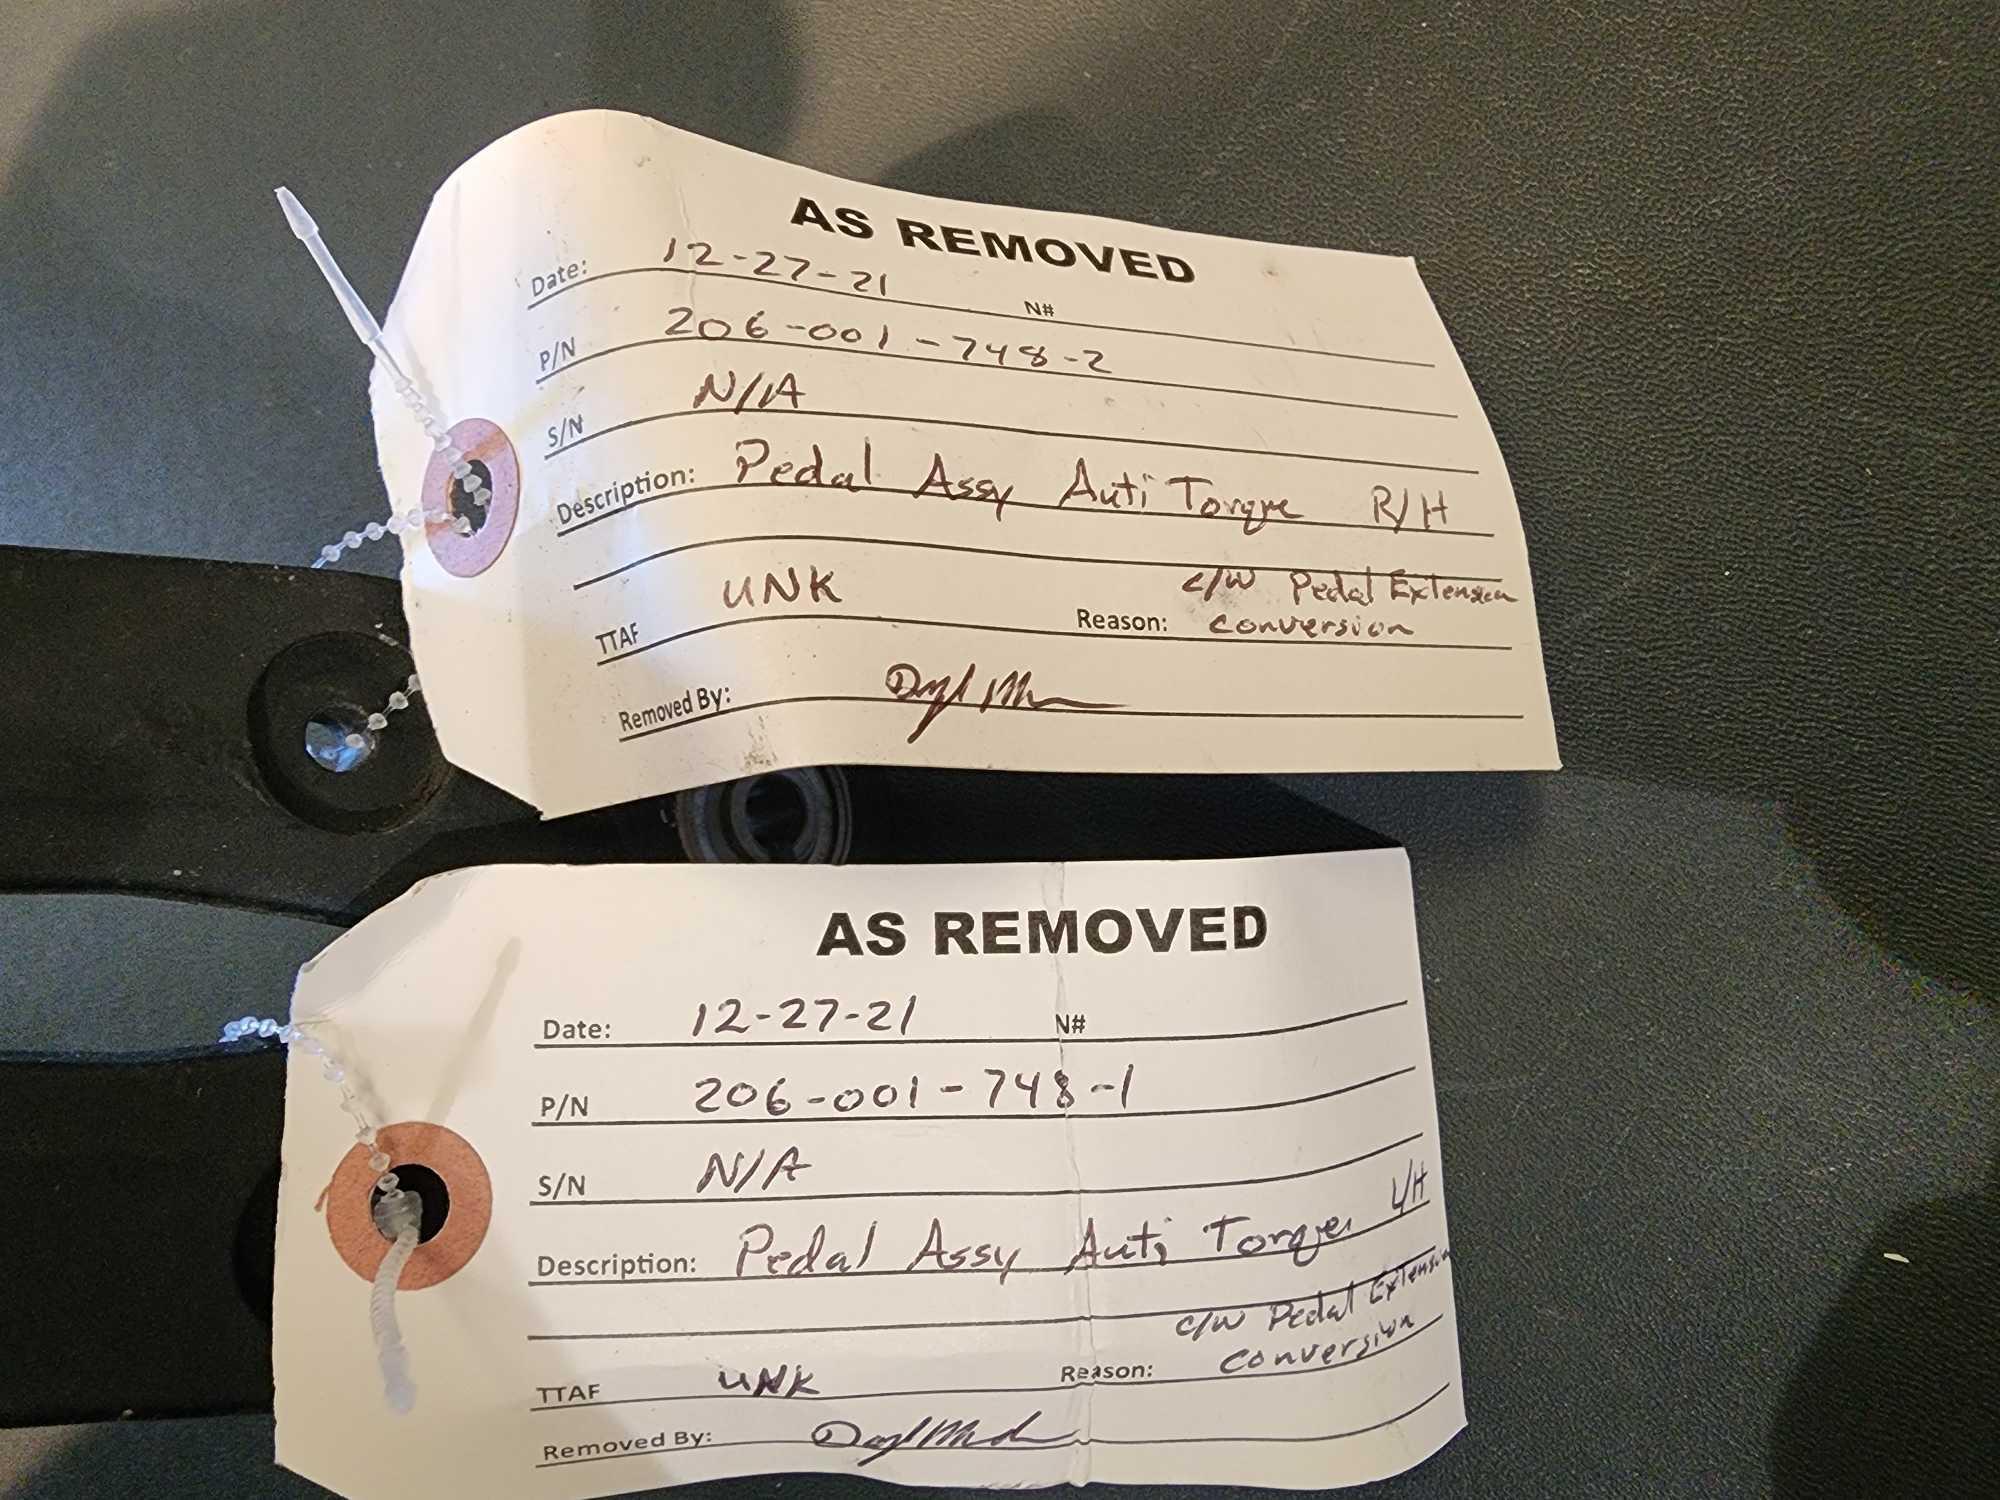 AS REMOVED
Date: 12-27-21 N#
P/N 206-001-748-2
S/N N/A
Description: Pedal Assy Anti Torque R/H
c/w Pedal Extension
TTAF UNK Reason: conversion
Removed By:
AS REMOVED
Date: 12-27-21 N#
P/N 206-001-748-1
S/N N/A
Description: Pedal Assy Anti Torque L/H
c/w Pedal Extension
TTAF UNK Reason: conversion
Removed By: